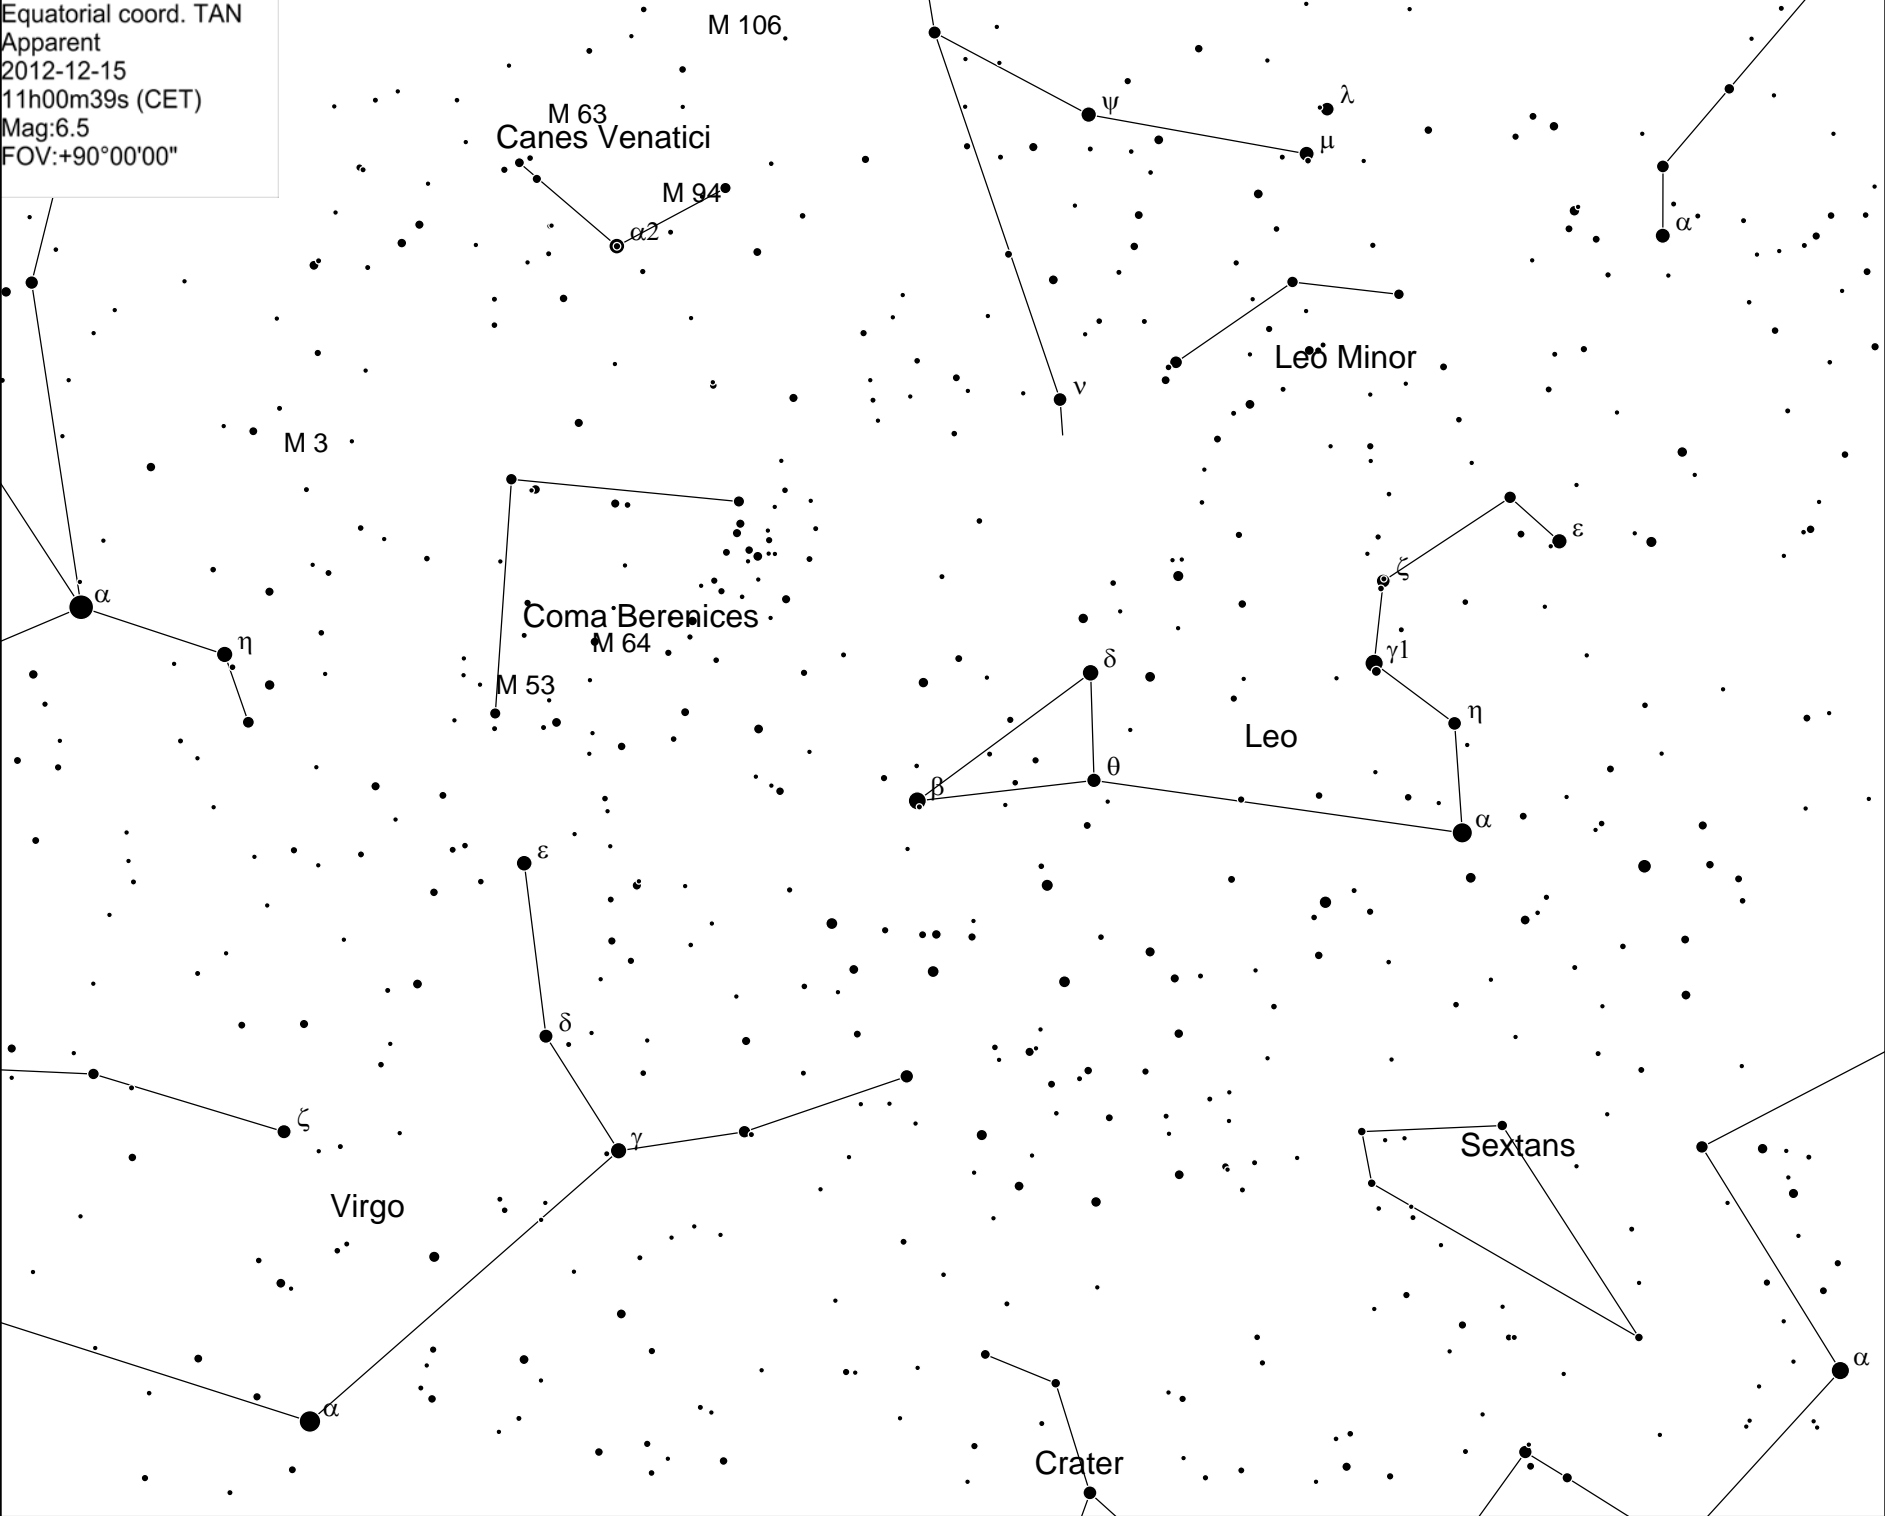 Equatorial coord. TAN
Apparent
2012-12-15
11h00m39s (CET)
Mag:6.5
FOV:+90°00'00"
M 106
M 63
Canes Venatici
M 94
α2
ψ
λ
μ
α
Leo Minor
ν
M 3
ε
ζ
α
η
Coma Berenices
M 64
M 53
δ
γ1
η
Leo
θ
β
α
ε
δ
ζ
γ
Virgo
Sextans
α
α
Crater